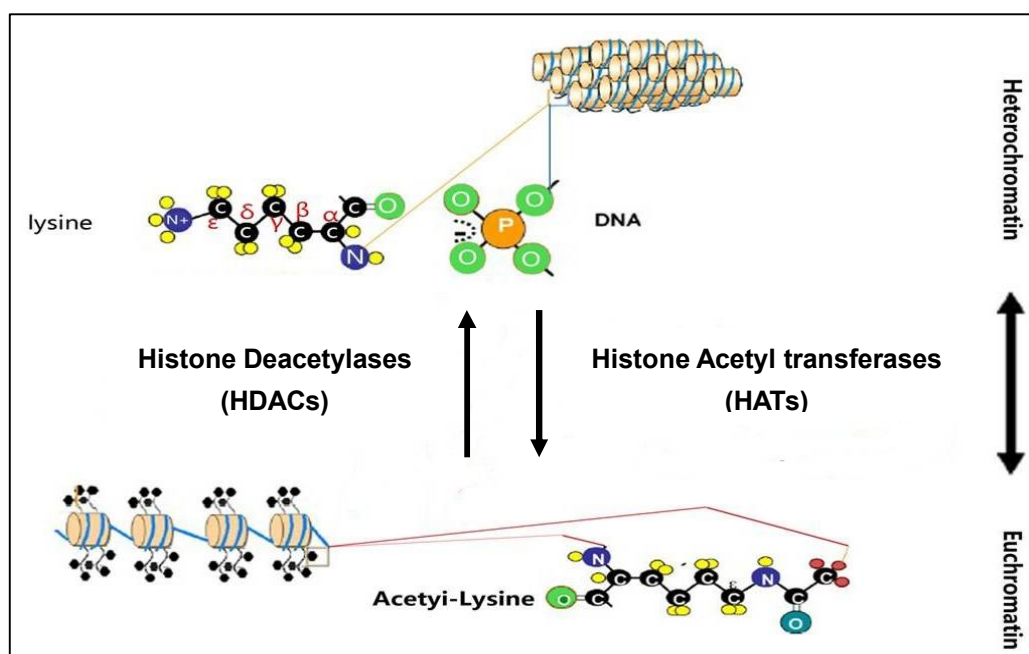 Heterochromatin
lysine
N+
ε
C
δ
C
γ
C
β
C
α
C
C
O
N
O
O
P
O
O
DNA
Histone Deacetylases
(HDACs)
Histone Acetyl transferases
(HATs)
Euchromatin
Acetyi-Lysine
N
C
C
C
C
C
ε
C
N
C
C
O